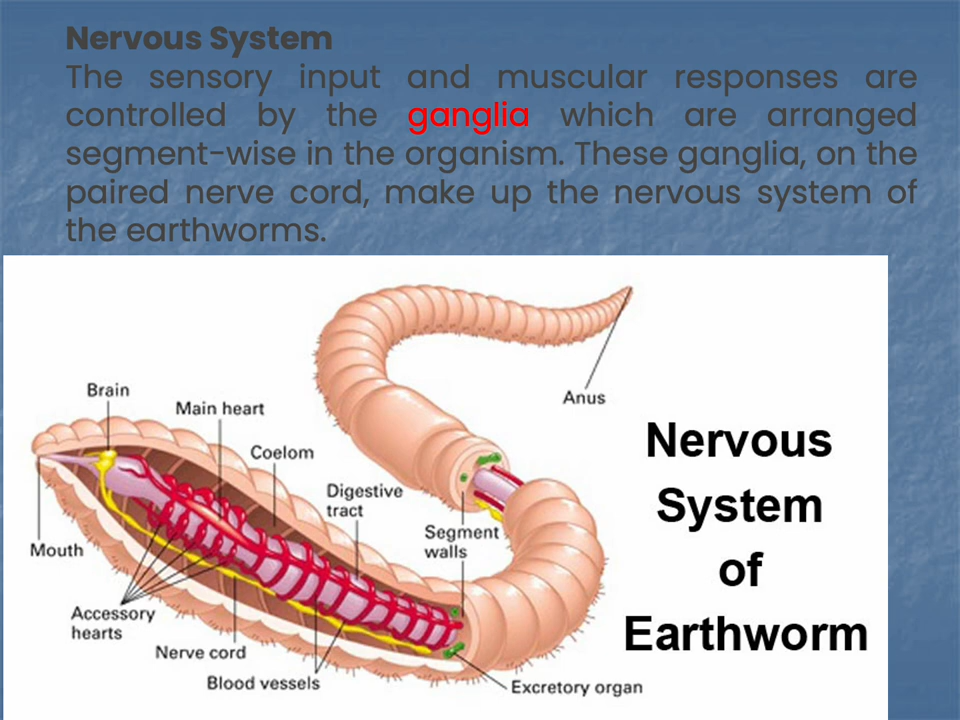 Nervous System
The sensory input and muscular responses are
controlled by the ganglia which are arranged
segment-wise in the organism. These ganglia, on the
paired nerve cord, make up the nervous system of
the earthworms.
Brain
Main heart
Coelom
Digestive
tract
Segment
walls
Anus
Mouth
Accessory
hearts
Nerve cord
Blood vessels
Excretory organ
Nervous
System
of
Earthworm